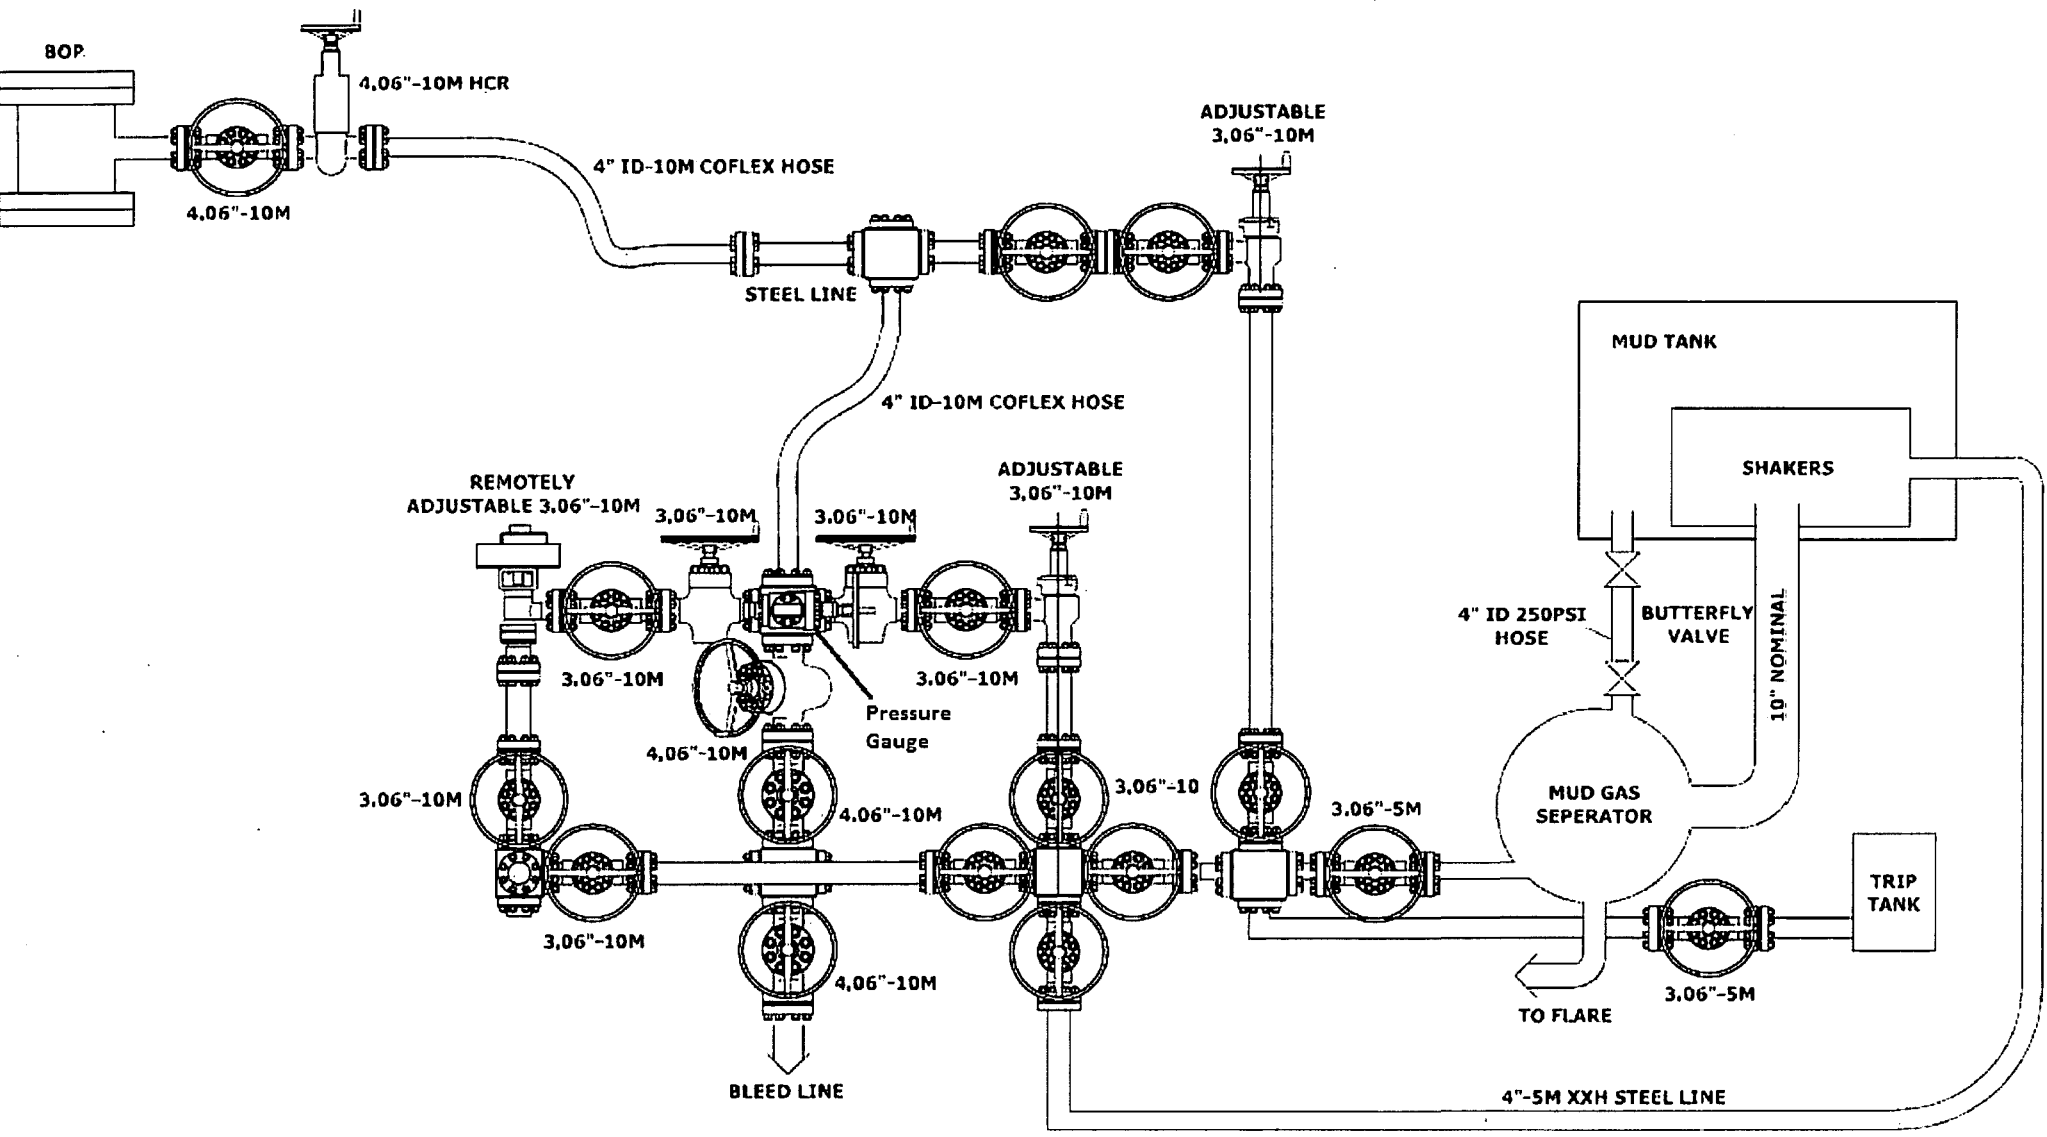 BOP
4.06"-10M HCR
4.06"-10M
4" ID-10M COFLEX HOSE
ADJUSTABLE
3.06"-10M
STEEL LINE
MUD TANK
SHAKERS
4" ID-10M COFLEX HOSE
REMOTELY
ADJUSTABLE 3.06"-10M
3.06"-10M
3.06"-10M
ADJUSTABLE
3.06"-10M
3.06"-10M
3.06"-10M
4" ID 250PSI
HOSE
BUTTERFLY
VALVE
10" NOMINAL
Pressure
Gauge
4.06"-10M
3.06"-10M
4.06"-10M
3.06"-10
3.06"-5M
MUD GAS
SEPERATOR
TRIP
TANK
3.06"-10M
4.06"-10M
3.06"-5M
TO FLARE
BLEED LINE
4"-5M XXH STEEL LINE